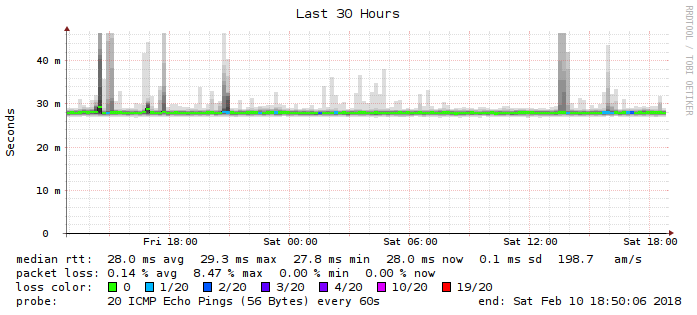 Last 30 Hours
RRDTOOL / TOBI OETIKER
Seconds
40 m
30 m
20 m
10 m
0
Fri 18:00 Sat 00:00 Sat 06:00 Sat 12:00 Sat 18:00
median rtt: 28.0 ms avg 29.3 ms max 27.8 ms min 28.0 ms now 0.1 ms sd 198.7 am/s
packet loss: 0.14 % avg 8.47 % max 0.00 % min 0.00 % now
loss color: 0 1/20 2/20 3/20 4/20 10/20 19/20
probe: 20 ICMP Echo Pings (56 Bytes) every 60s end: Sat Feb 10 18:50:06 2018